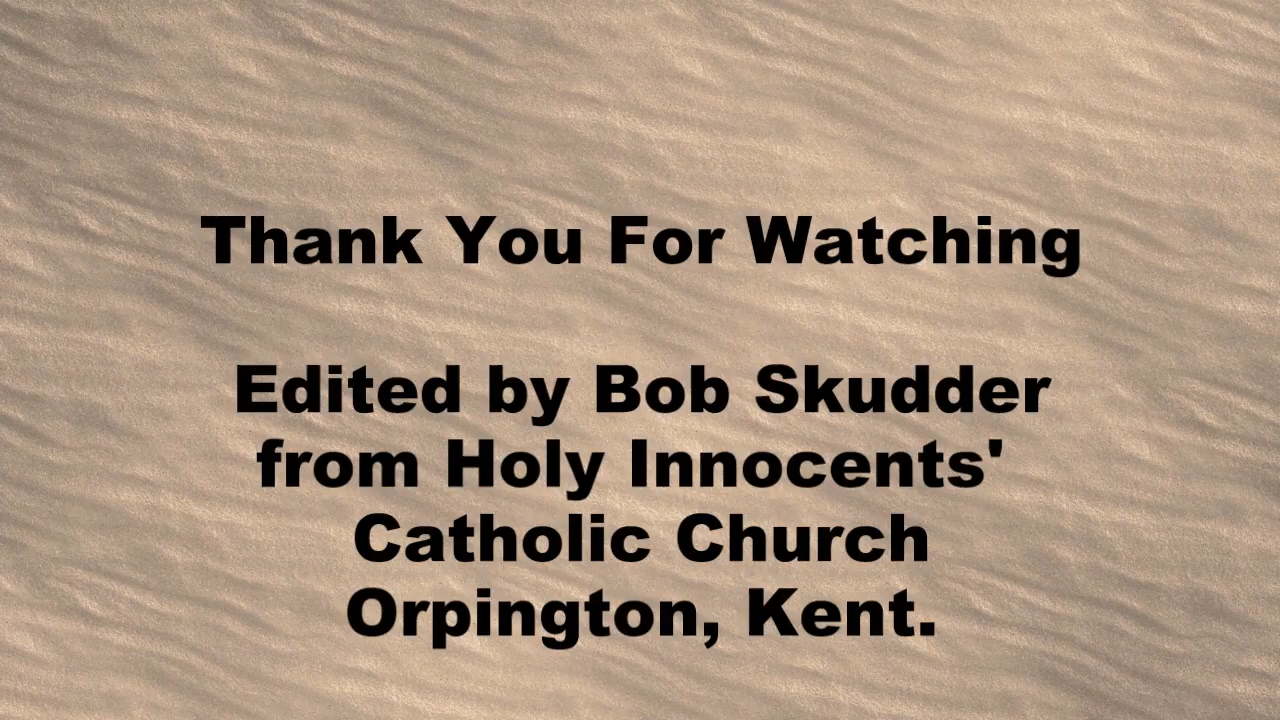 Thank You For Watching
Edited by Bob Skudder
from Holy Innocents'
Catholic Church
Orpington, Kent.